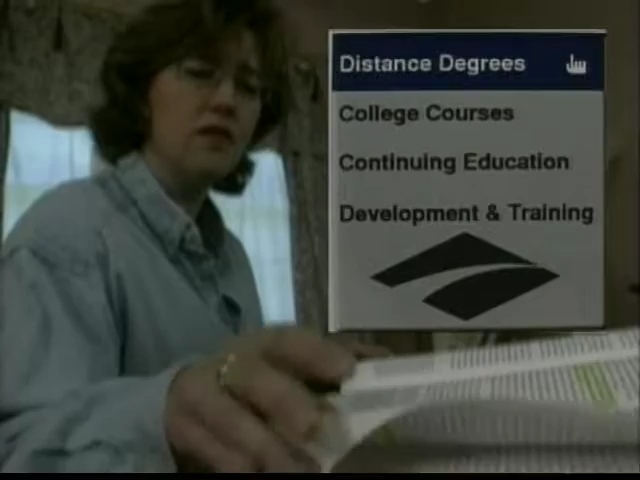 Distance Degrees
College Courses
Continuing Education
Development & Training